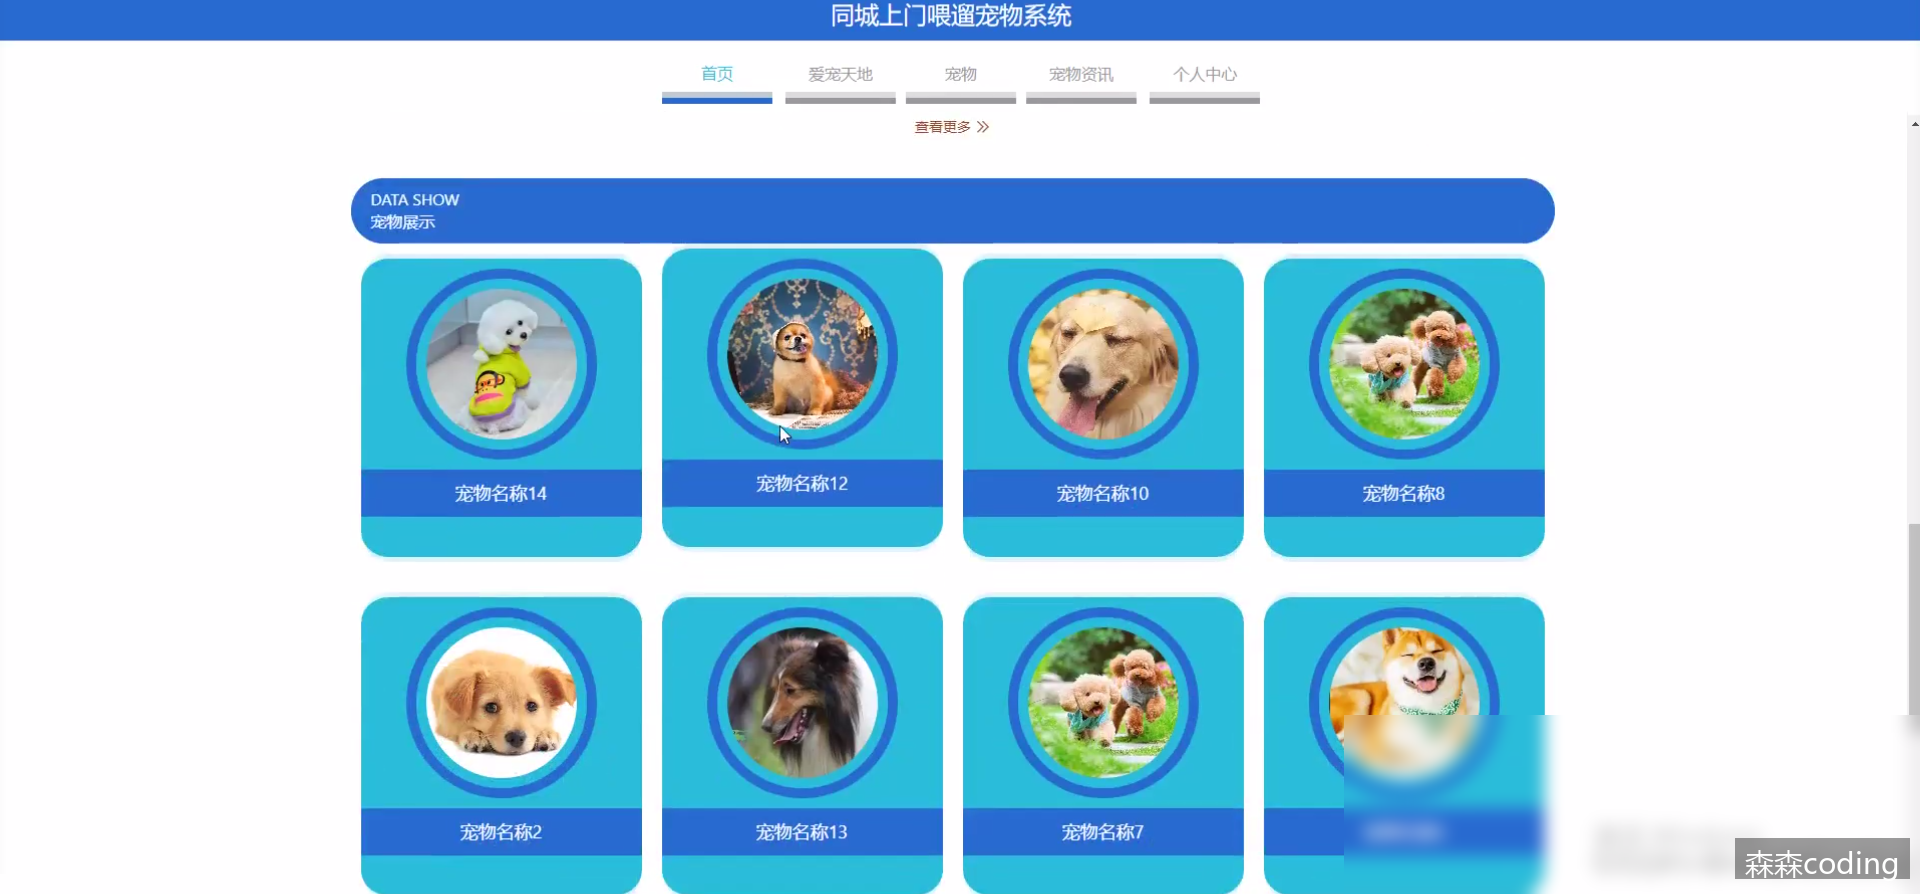 同城上门喂遛宠物系统
首页
爱宠天地
宠物
宠物资讯
个人中心
查看更多
DATA SHOW
宠物展示
宠物名称14
宠物名称12
宠物名称10
宠物名称8
宠物名称2
宠物名称13
宠物名称7
森森coding